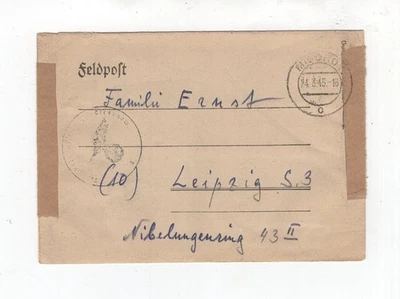 Feldpost
Familie Ernst
(10) Leipzig S.3
Nibelungenring 43 II